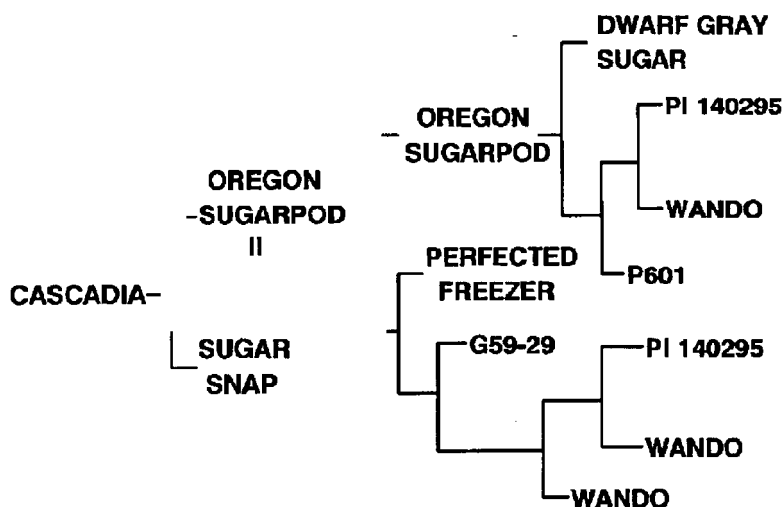 DWARF GRAY
SUGAR
PI 140295
OREGON
SUGARPOD
OREGON
SUGARPOD
II
WANDO
PERFECTED
FREEZER
P601
CASCADIA
SUGAR
SNAP
G59-29
PI 140295
WANDO
WANDO